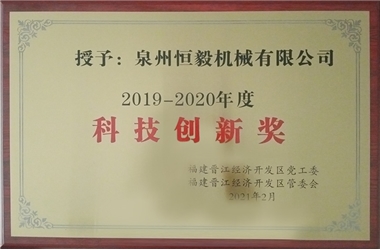 授予：泉州恒毅机械有限公司
2019-2020年度
科技创新奖
福建晋江经济开发区党工委
福建晋江经济开发区管委会
2021年2月